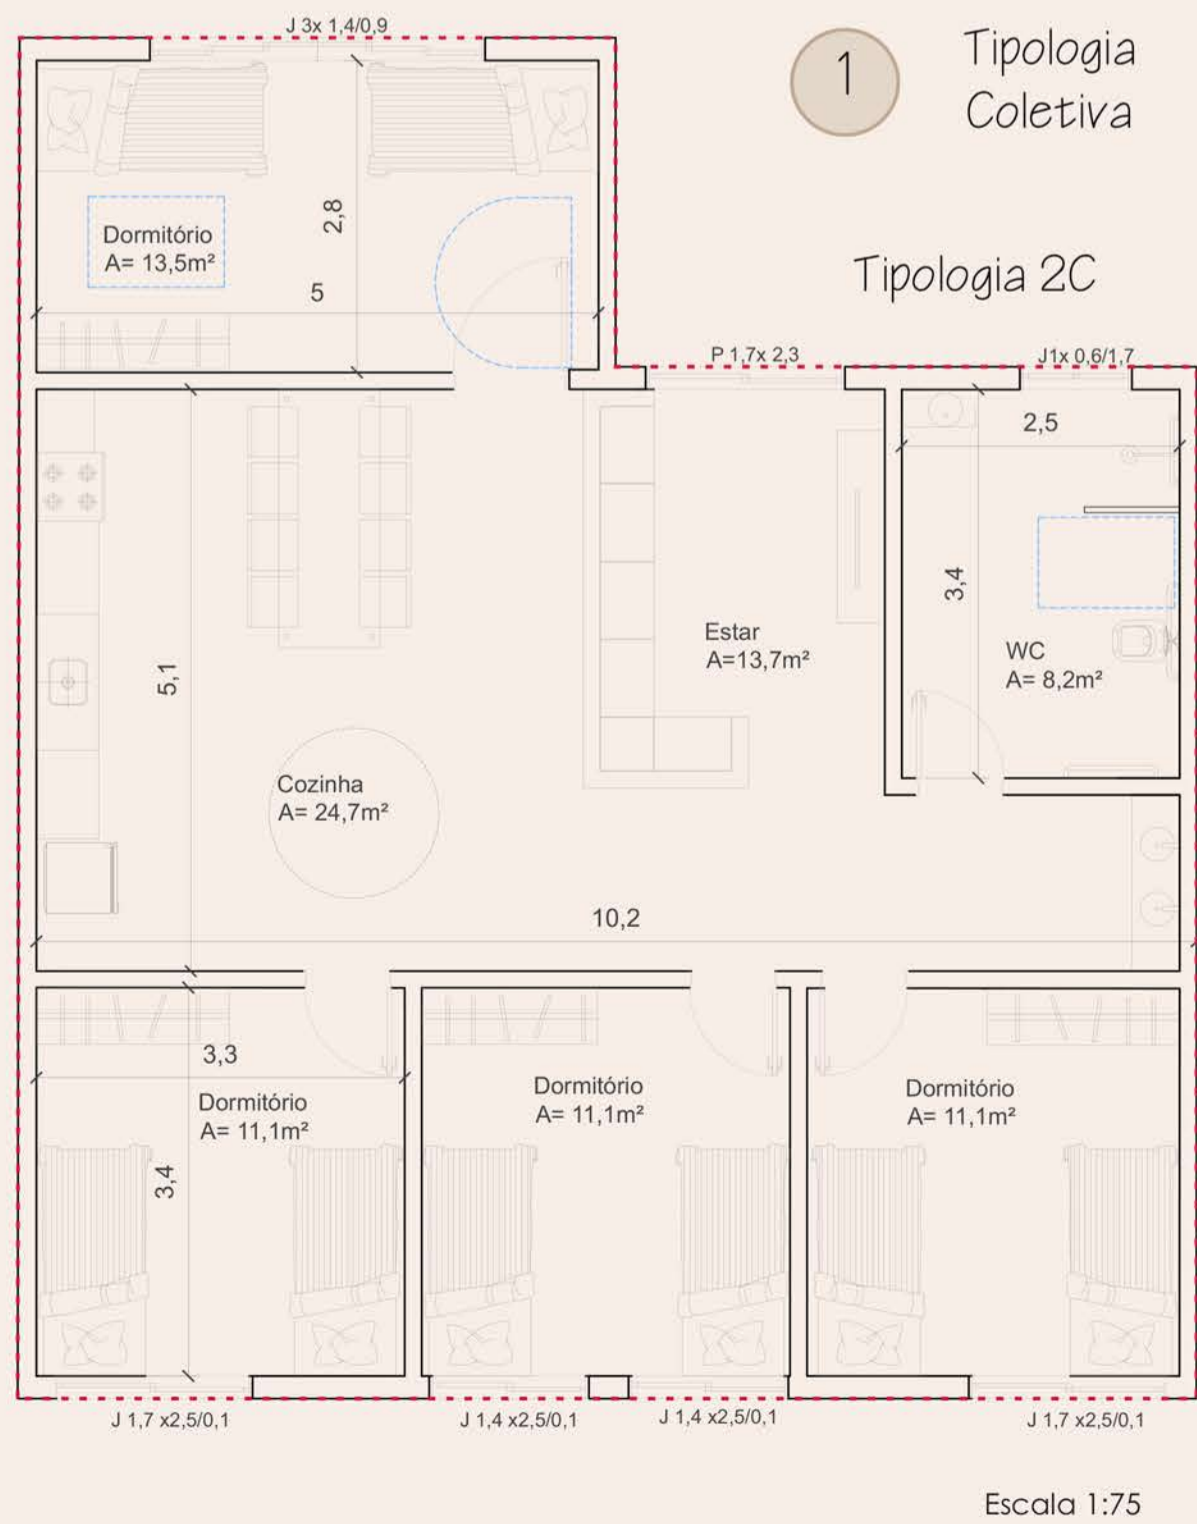 J 3x 1,4/0,9
1
Tipologia
Coletiva
Dormitório
A= 13,5m²
2,8
5
Tipologia 2C
P 1,7x 2,3
J1x 0,6/1,7
2,5
3,4
5,1
Estar
A=13,7m²
WC
A= 8,2m²
Cozinha
A= 24,7m²
10,2
3,3
Dormitório
A= 11,1m²
3,4
Dormitório
A= 11,1m²
Dormitório
A= 11,1m²
J 1,7 x2,5/0,1
J 1,4 x2,5/0,1
J 1,4 x2,5/0,1
J 1,7 x2,5/0,1
Escala 1:75